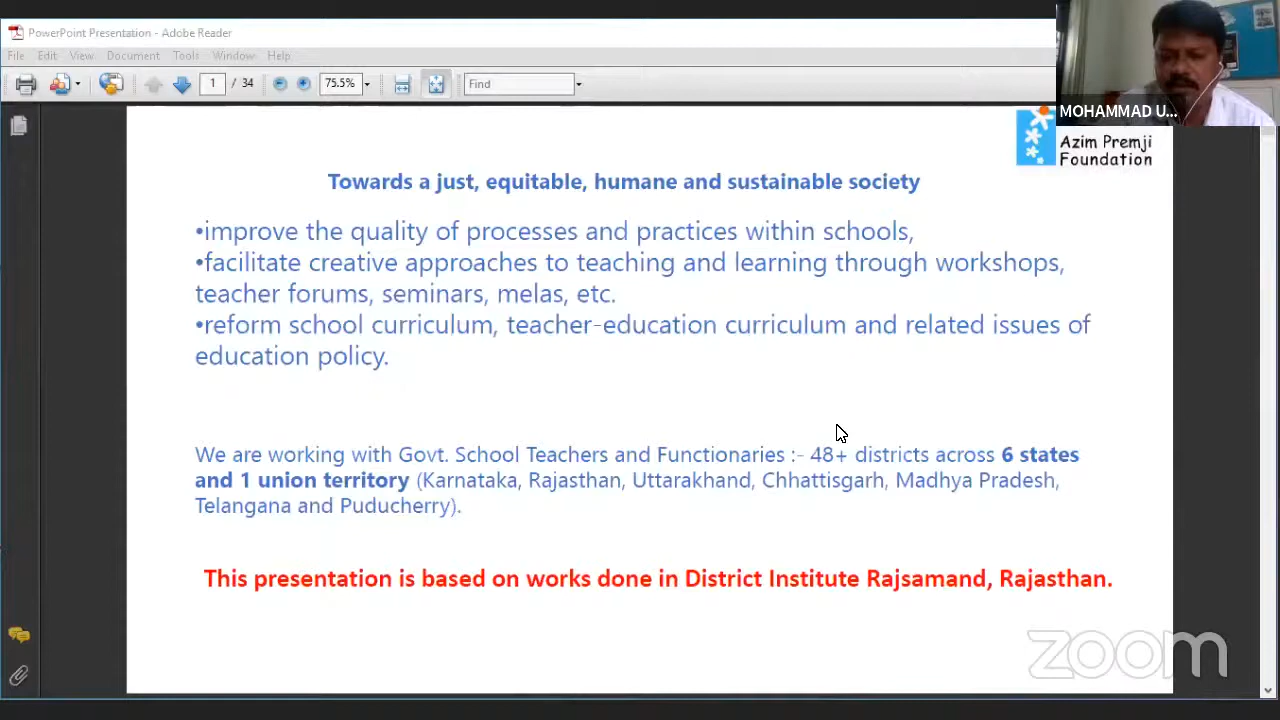 PowerPoint Presentation - Adobe Reader
File Edit View Document Tools Window Help
1 / 34 75.5% Find
MOHAMMAD U...
Azim Premji
Foundation
Towards a just, equitable, humane and sustainable society
•improve the quality of processes and practices within schools,
•facilitate creative approaches to teaching and learning through workshops,
teacher forums, seminars, melas, etc.
•reform school curriculum, teacher-education curriculum and related issues of
education policy.
We are working with Govt. School Teachers and Functionaries :- 48+ districts across 6 states
and 1 union territory (Karnataka, Rajasthan, Uttarakhand, Chhattisgarh, Madhya Pradesh,
Telangana and Puducherry).
This presentation is based on works done in District Institute Rajsamand, Rajasthan.
zoom